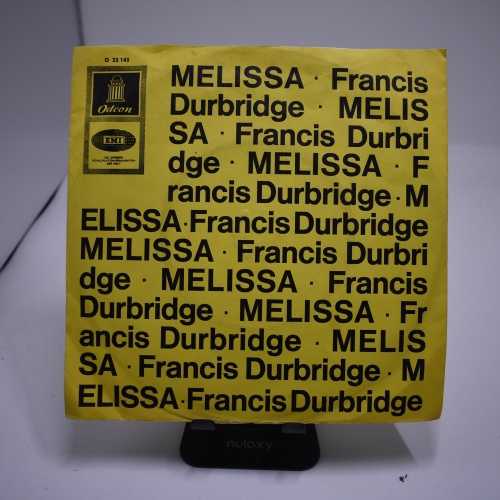 O 23 145
Odeon
EMI
MELISSA · Francis
Durbridge · MELIS
SA · Francis Durbri
dge · MELISSA · F
rancis Durbridge · M
ELISSA·Francis Durbridge
MELISSA · Francis Durbri
dge · MELISSA · Francis
Durbridge · MELISSA · Fr
ancis Durbridge · MELIS
SA · Francis Durbridge · M
ELISSA·Francis Durbridge
nulaxy